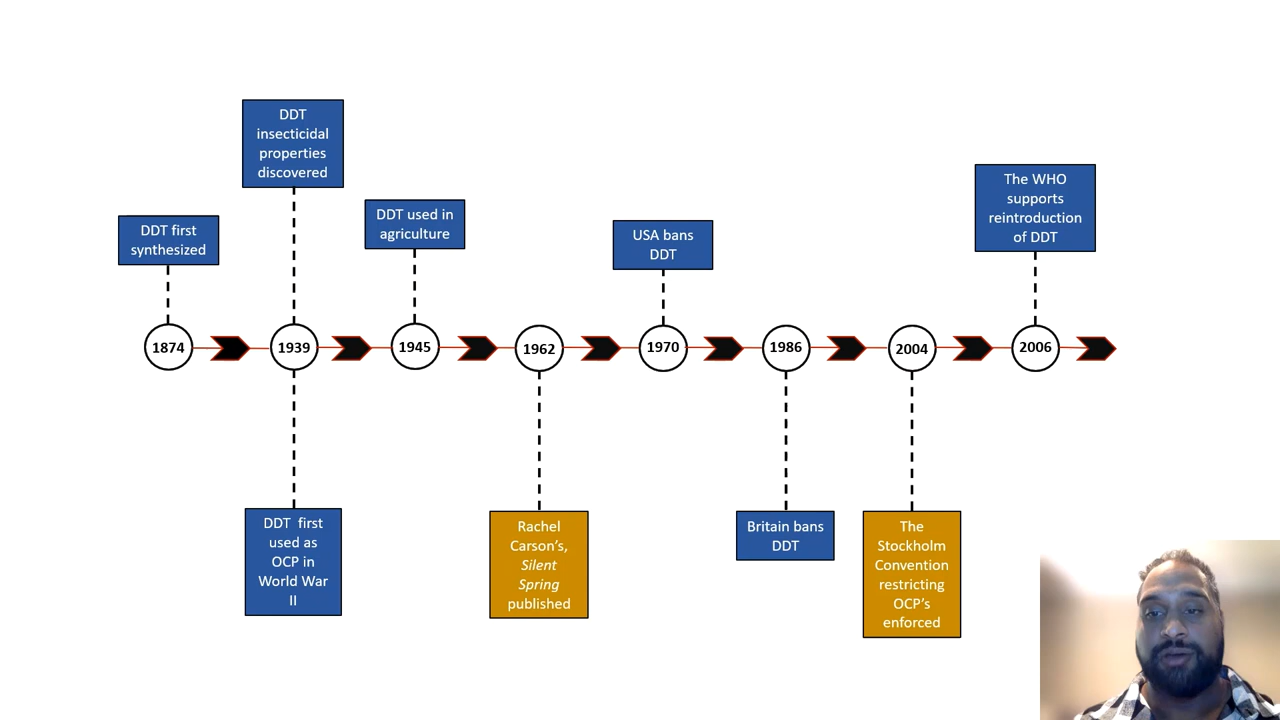 DDT
insecticidal
properties
discovered
The WHO
supports
reintroduction
of DDT
DDT used in
agriculture
DDT first
synthesized
USA bans
DDT
1874
1939
1945
1962
1970
1986
2004
2006
DDT  first
used as
OCP in
World War
II
Rachel
Carson’s,
Silent
Spring
published
Britain bans
DDT
The
Stockholm
Convention
restricting
OCP’s
enforced